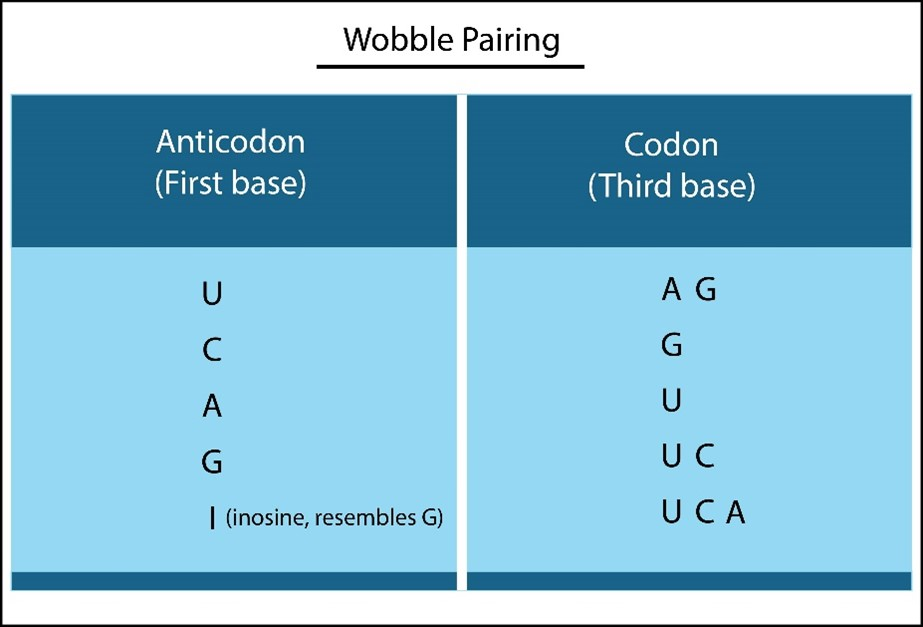 Wobble Pairing
Anticodon
(First base)
Codon
(Third base)
U
A G
C
G
A
U
G
U C
I (inosine, resembles G)
U C A